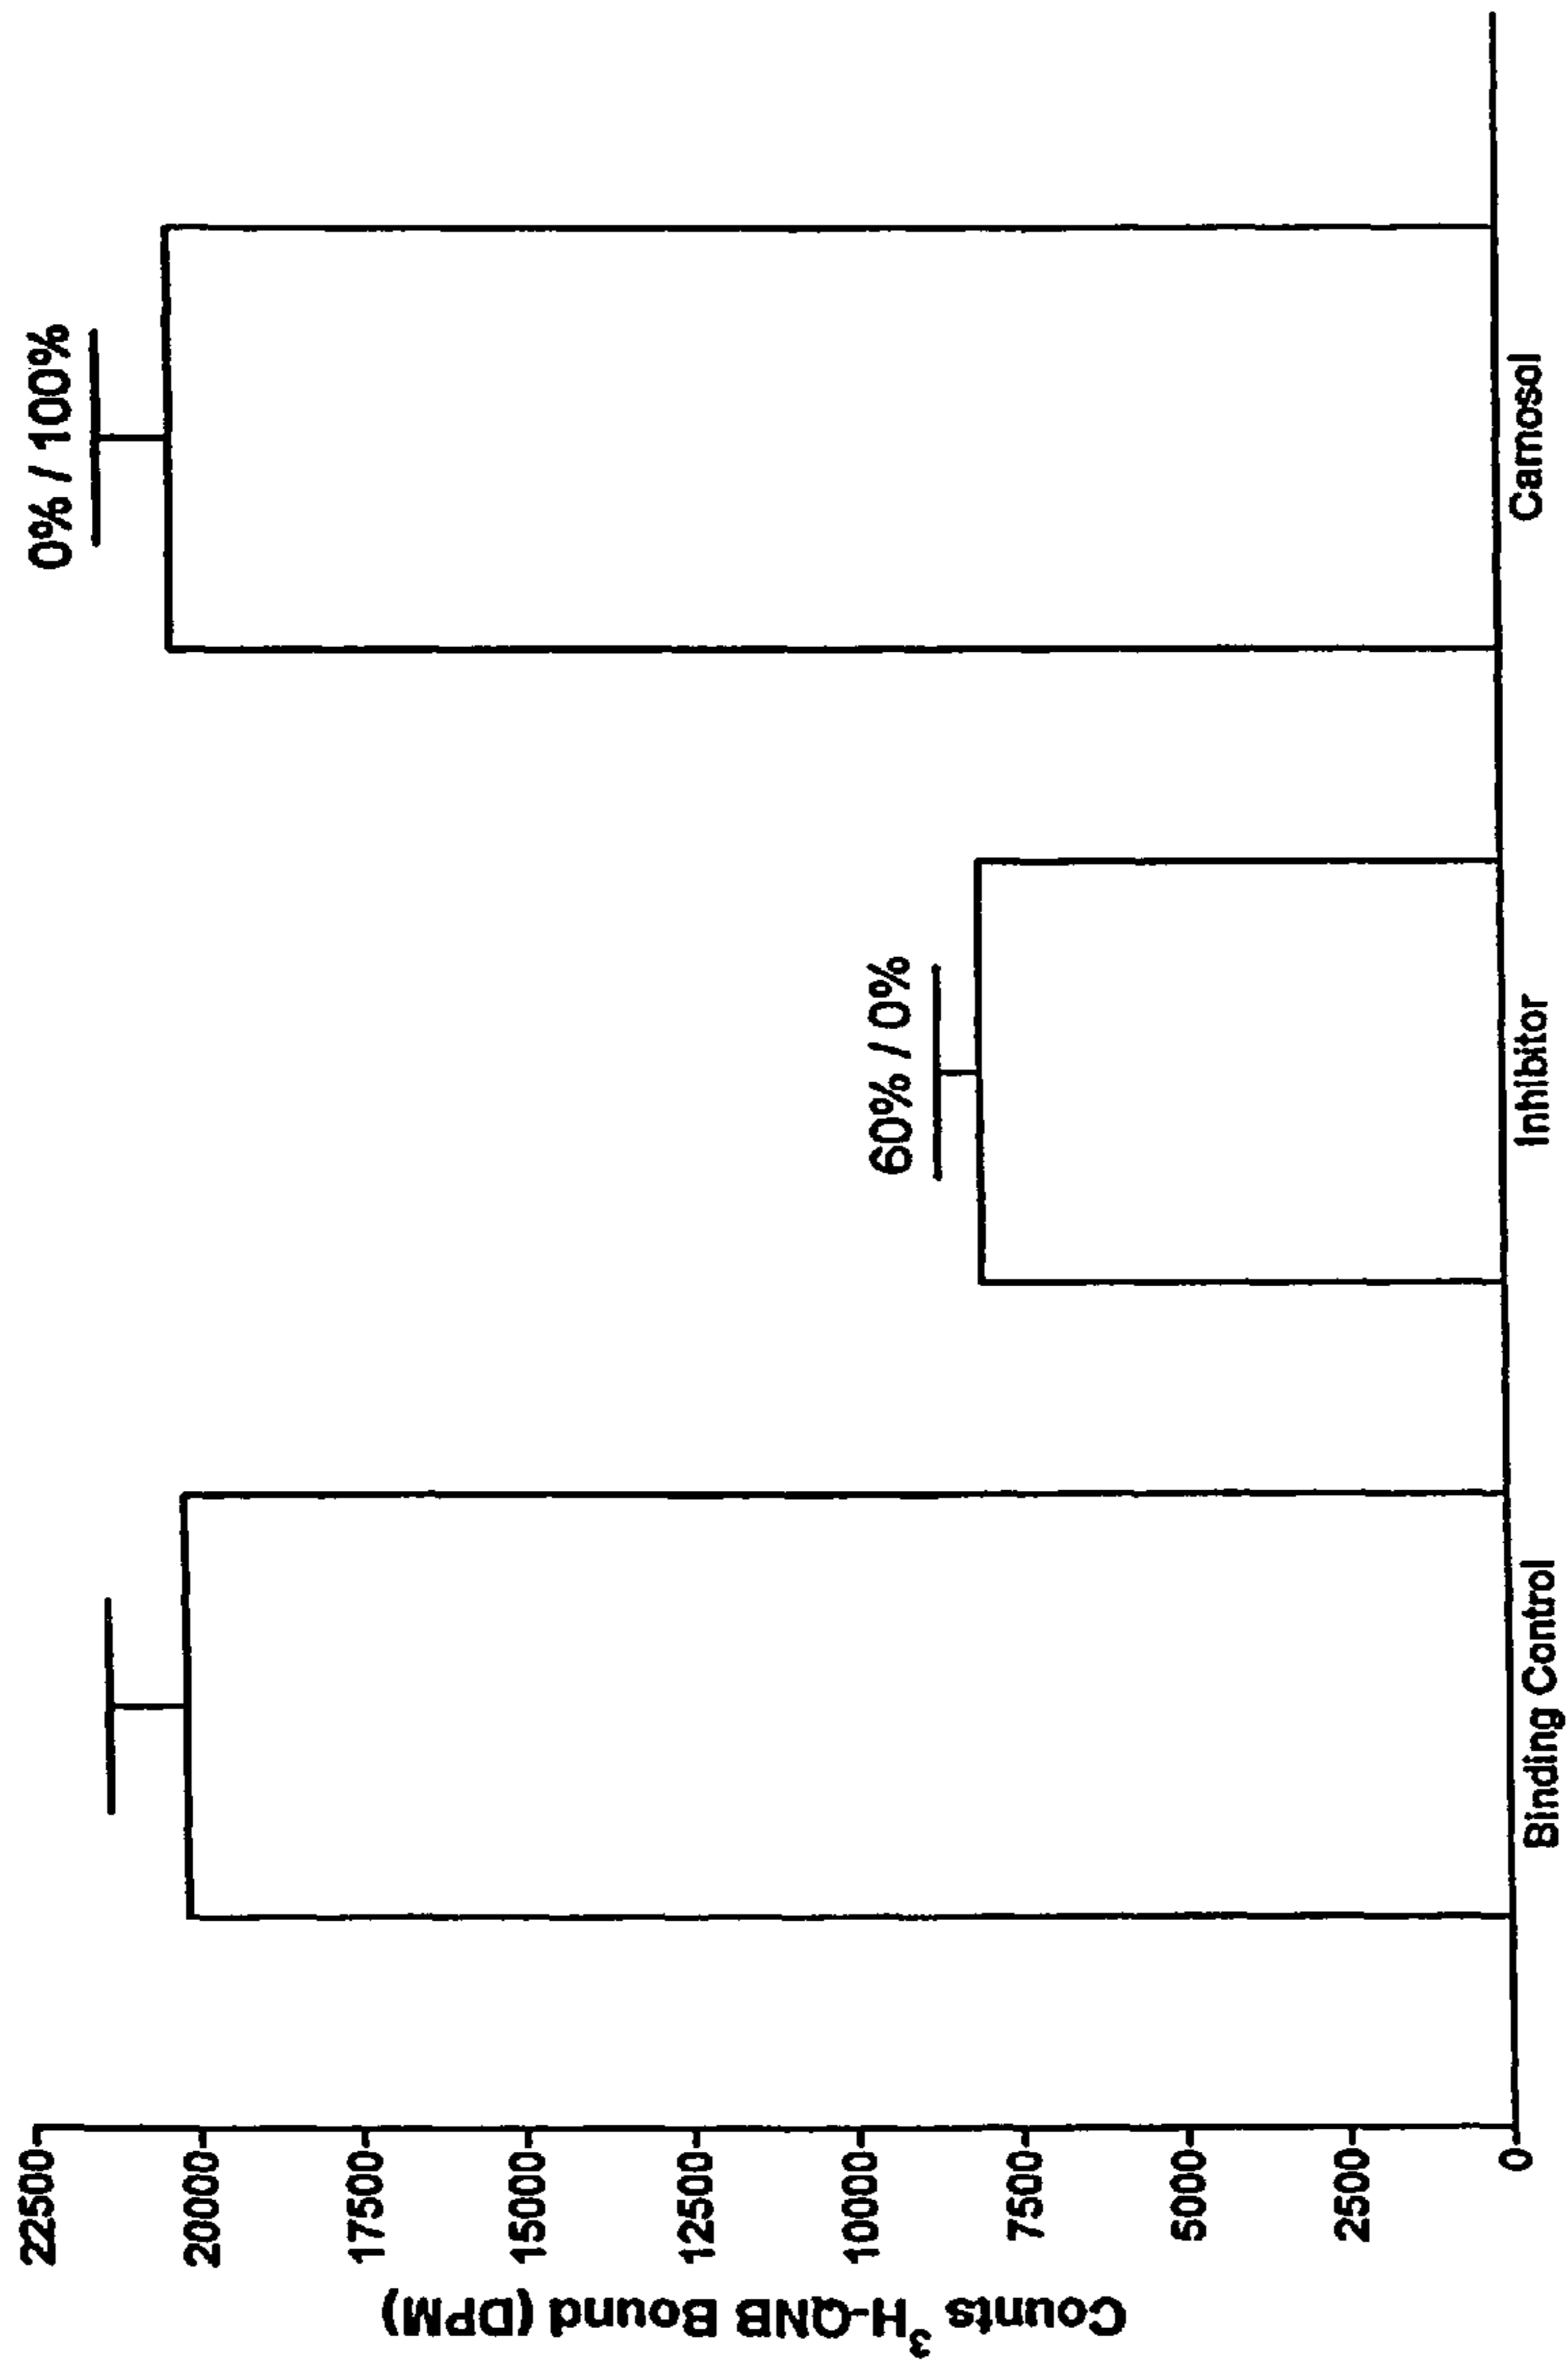 Counts ³H-QNB Bound (DPM)
22500
20000
17500
15000
12500
10000
7500
5000
2500
0
60% / 0%
0% / 100%
Binding Control
Inhibitor
Carnosol